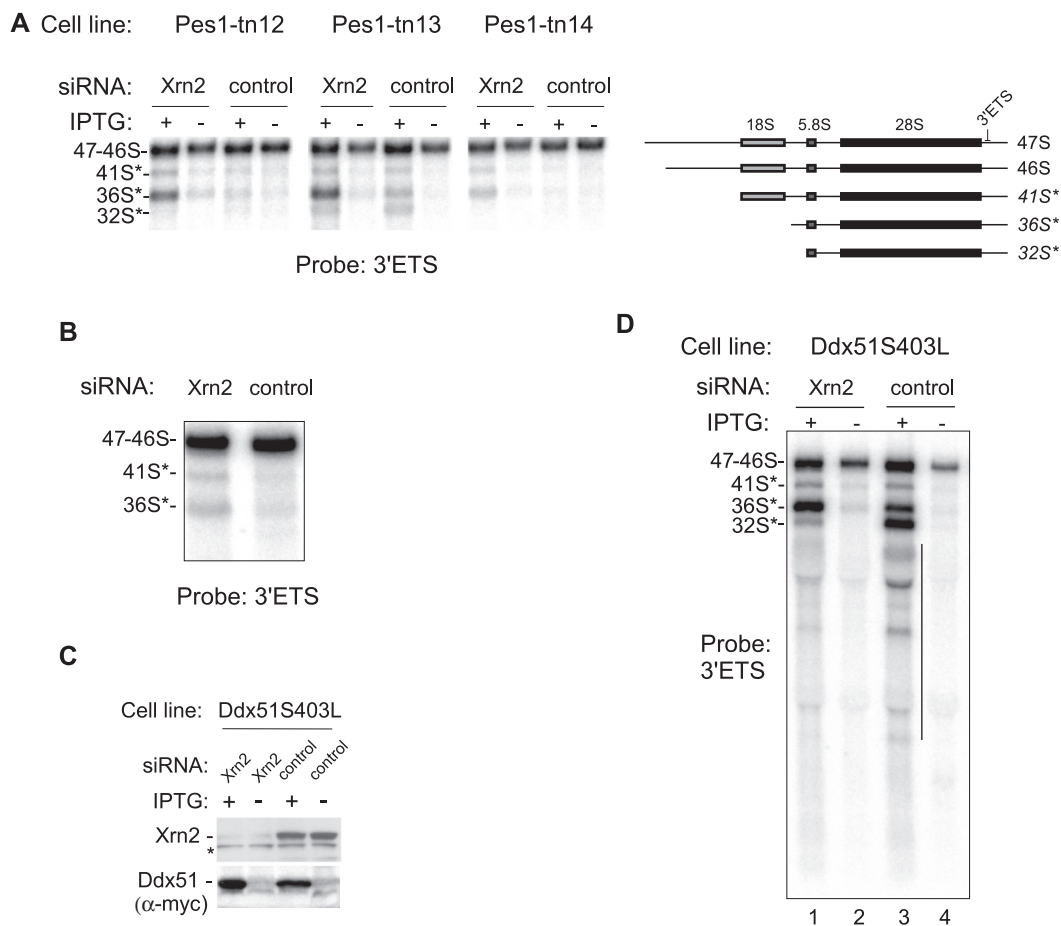 A Cell line: Pes1-tn12 Pes1-tn13 Pes1-tn14
siRNA: Xrn2 control Xrn2 control Xrn2 control
IPTG: + - + - + - + - + - + -
47-46S-
41S*-
36S*-
32S*-
Probe: 3'ETS
18S 5.8S 28S 3'ETS
47S
46S
41S*
36S*
32S*
B
siRNA: Xrn2 control
47-46S-
41S*-
36S*-
Probe: 3'ETS
C
Cell line: Ddx51S403L
siRNA: Xrn2 Xrn2 control control
IPTG: + - + -
Xrn2 -
*
Ddx51 -
(α-myc)
D
Cell line: Ddx51S403L
siRNA: Xrn2 control
IPTG: + - + -
47-46S-
41S*-
36S*-
32S*-
Probe:
3'ETS
1 2 3 4